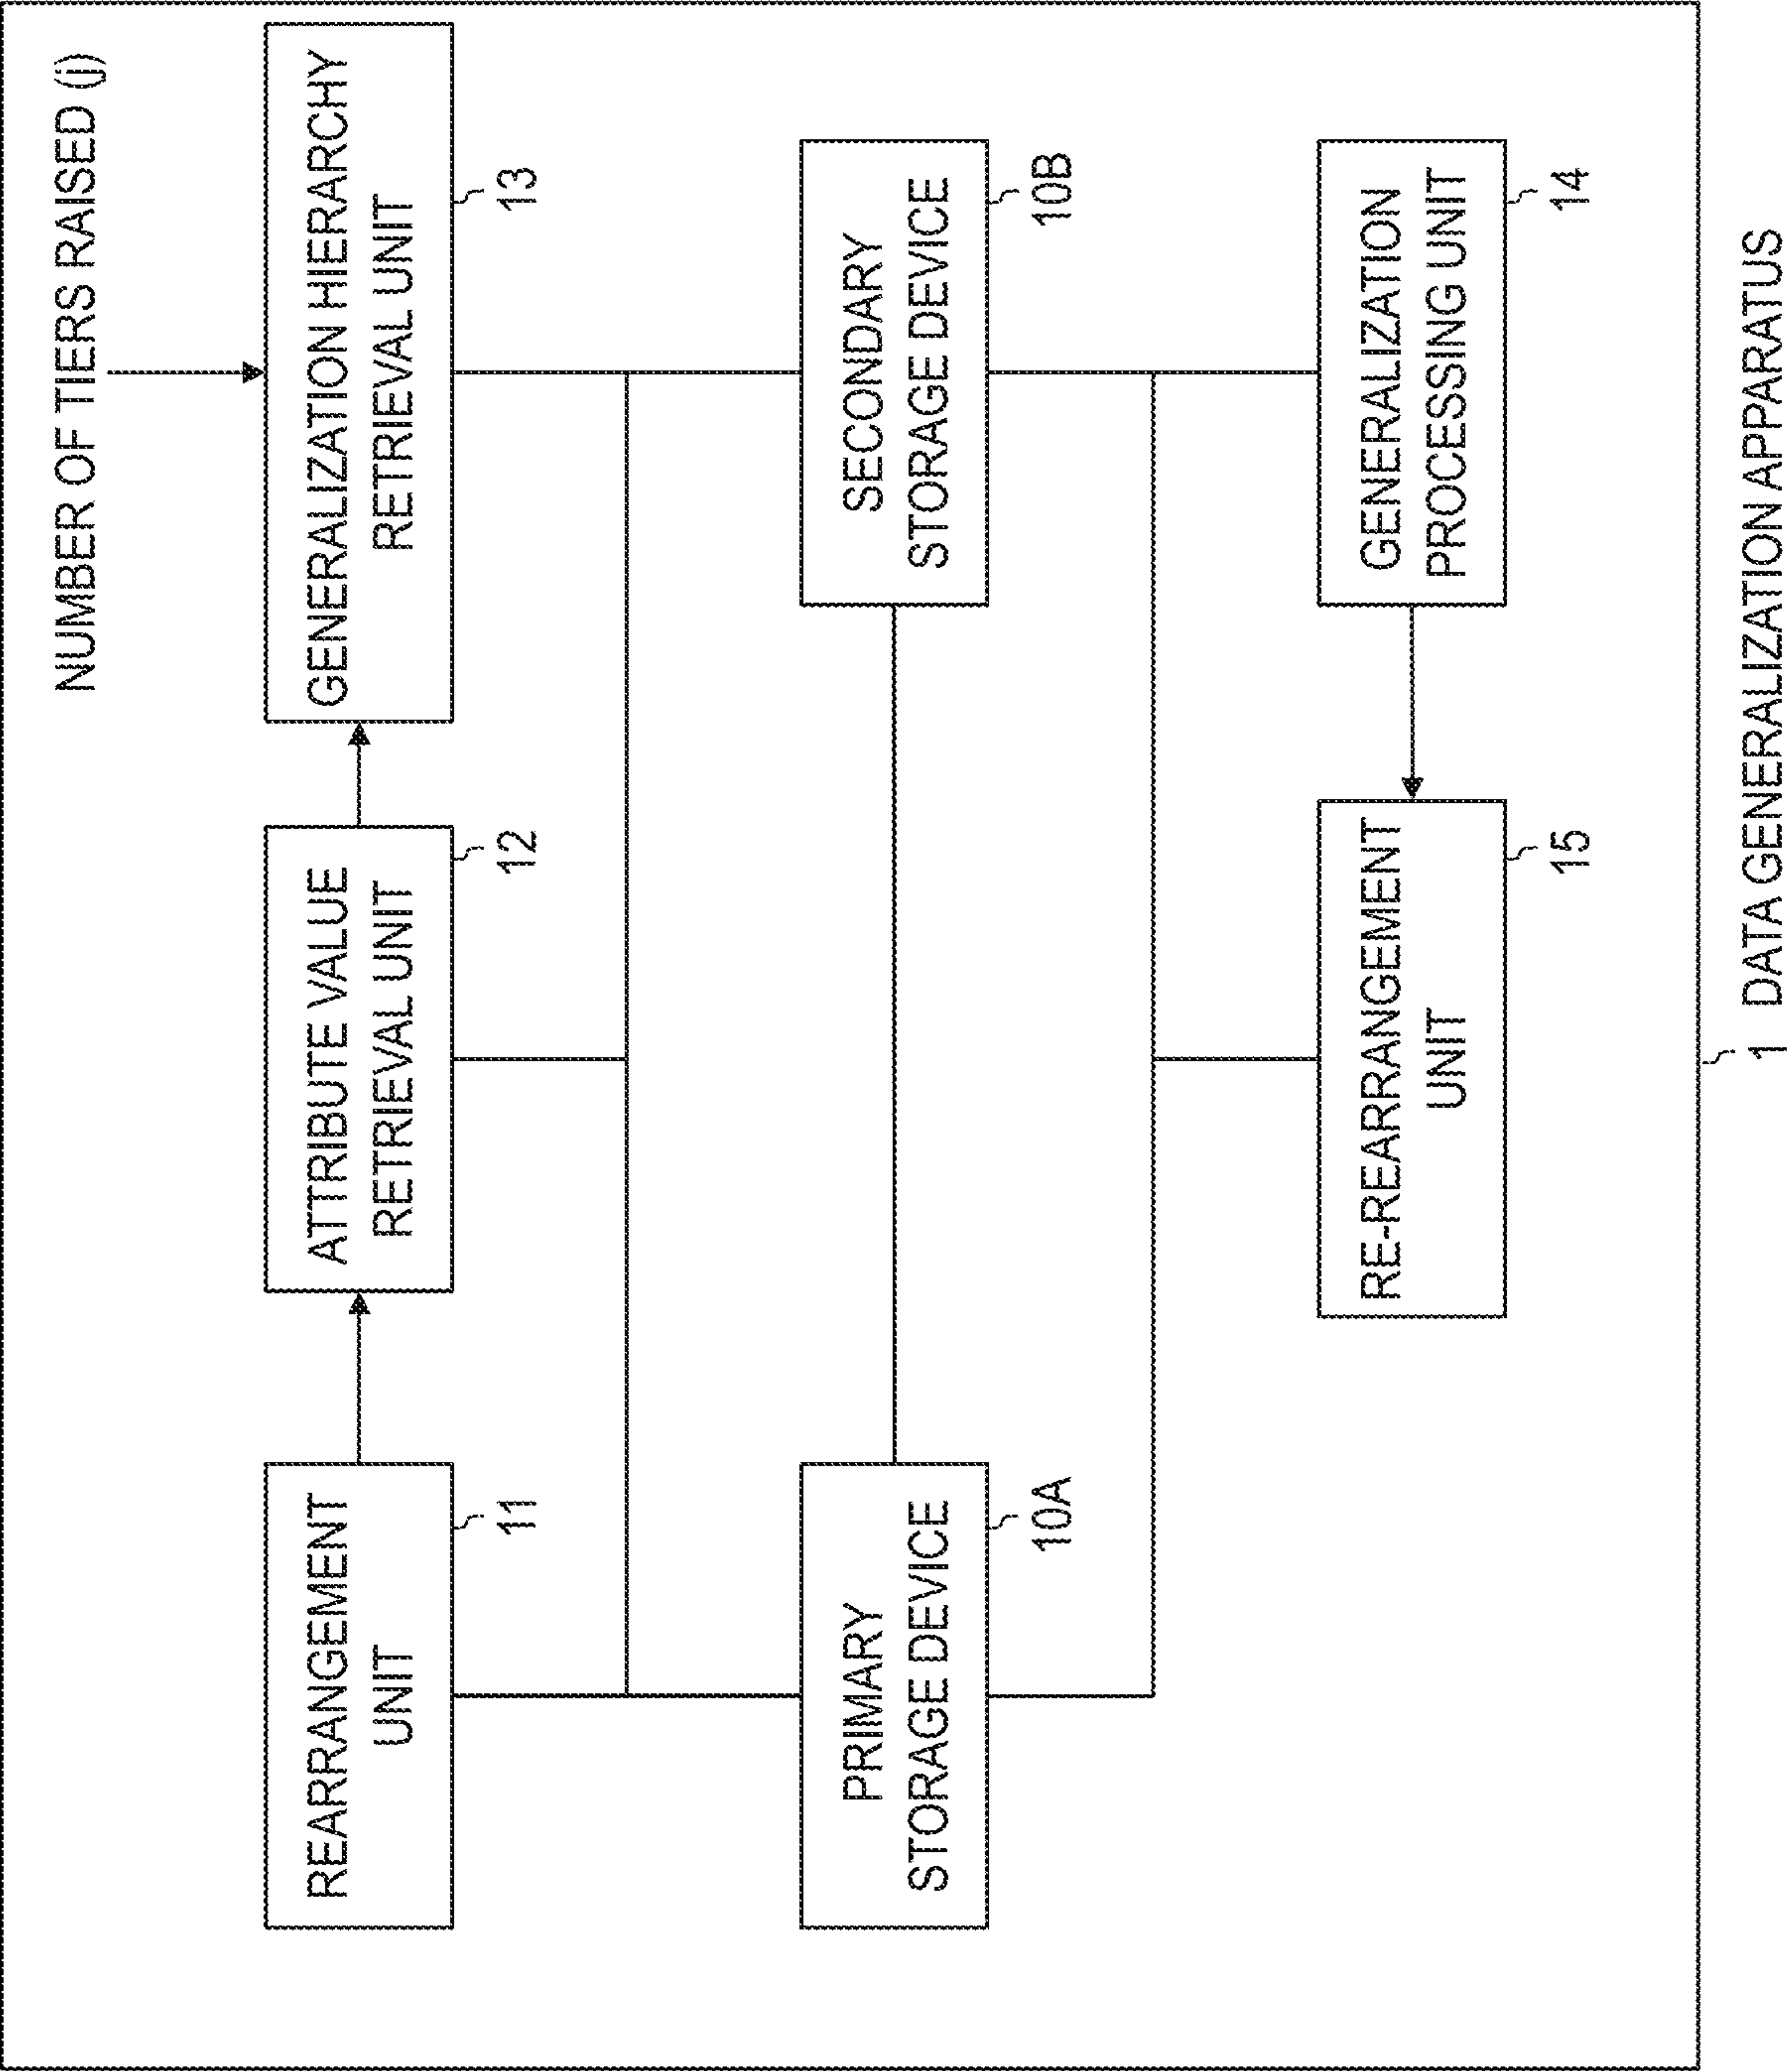 NUMBER OF TIERS RAISED (j)
REARRANGEMENT
UNIT
11
ATTRIBUTE VALUE
RETRIEVAL UNIT
12
GENERALIZATION HIERARCHY
RETRIEVAL UNIT
13
PRIMARY
STORAGE DEVICE
10A
SECONDARY
STORAGE DEVICE
10B
RE-REARRANGEMENT
UNIT
15
GENERALIZATION
PROCESSING UNIT
14
1 DATA GENERALIZATION APPARATUS